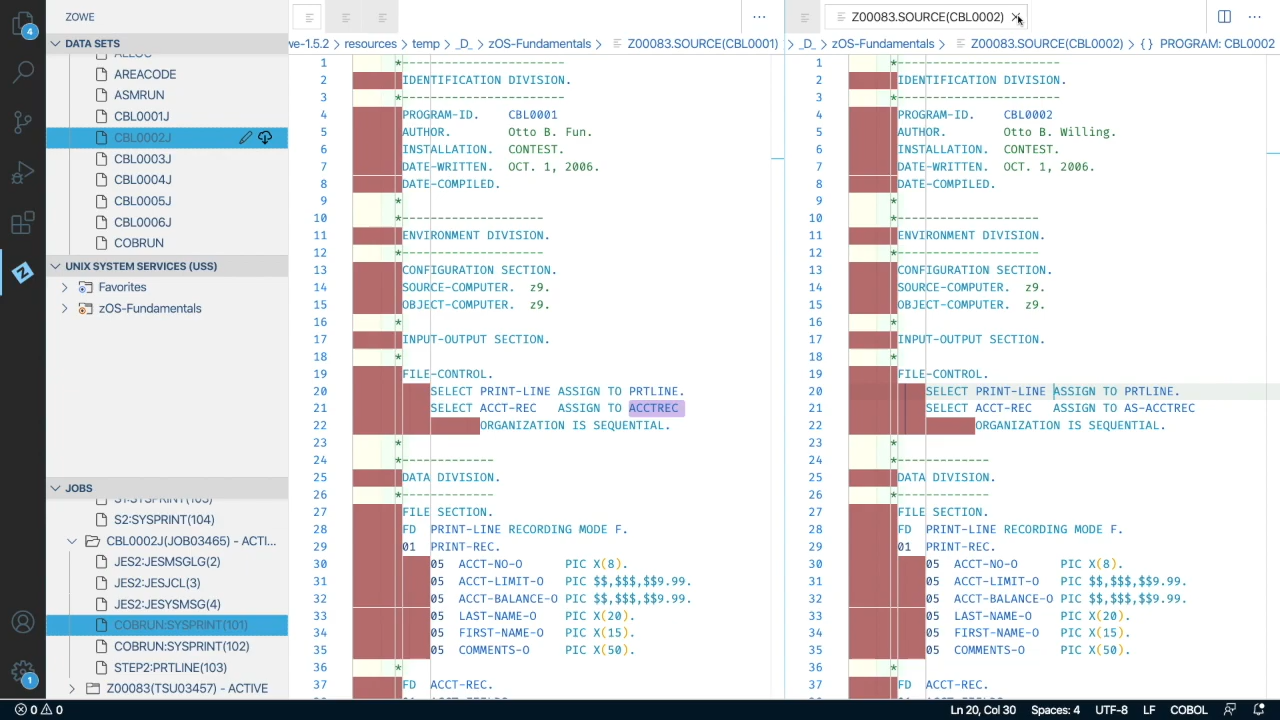 ZOWE
DATA SETS
AREACODE
ASMRUN
CBL0001J
CBL0002J
CBL0003J
CBL0004J
CBL0005J
CBL0006J
COBRUN
UNIX SYSTEM SERVICES (USS)
Favorites
zOS-Fundamentals
JOBS
S2:SYSPRINT(104)
CBL0002J(JOB03465) - ACTI...
JES2:JESMSGLG(2)
JES2:JESJCL(3)
JES2:JESYSMSG(4)
COBRUN:SYSPRINT(101)
COBRUN:SYSPRINT(102)
STEP2:PRTLINE(103)
Z00083(TSU03457) - ACTIVE
4
1
ve-1.5.2 > resources > temp > _D_ > zOS-Fundamentals > Z00083.SOURCE(CBL0001)
1 *-----------------------
2 IDENTIFICATION DIVISION.
3 *-----------------------
4 PROGRAM-ID. CBL0001
5 AUTHOR. Otto B. Fun.
6 INSTALLATION. CONTEST.
7 DATE-WRITTEN. OCT. 1, 2006.
8 DATE-COMPILED.
9 *
10 *--------------------
11 ENVIRONMENT DIVISION.
12 *--------------------
13 CONFIGURATION SECTION.
14 SOURCE-COMPUTER. z9.
15 OBJECT-COMPUTER. z9.
16 *
17 INPUT-OUTPUT SECTION.
18 *
19 FILE-CONTROL.
20 SELECT PRINT-LINE ASSIGN TO PRTLINE.
21 SELECT ACCT-REC ASSIGN TO ACCTREC
22 ORGANIZATION IS SEQUENTIAL.
23 *
24 *-------------
25 DATA DIVISION.
26 *-------------
27 FILE SECTION.
28 FD PRINT-LINE RECORDING MODE F.
29 01 PRINT-REC.
30 05 ACCT-NO-O PIC X(8).
31 05 ACCT-LIMIT-O PIC $$,$$$,$$9.99.
32 05 ACCT-BALANCE-O PIC $$,$$$,$$9.99.
33 05 LAST-NAME-O PIC X(20).
34 05 FIRST-NAME-O PIC X(15).
35 05 COMMENTS-O PIC X(50).
36 *
37 FD ACCT-REC.
Z00083.SOURCE(CBL0002)
> _D_ > zOS-Fundamentals > Z00083.SOURCE(CBL0002) > {} PROGRAM: CBL0002
1 *-----------------------
2 IDENTIFICATION DIVISION.
3 *-----------------------
4 PROGRAM-ID. CBL0002
5 AUTHOR. Otto B. Willing.
6 INSTALLATION. CONTEST.
7 DATE-WRITTEN. OCT. 1, 2006.
8 DATE-COMPILED.
9 *
10 *--------------------
11 ENVIRONMENT DIVISION.
12 *--------------------
13 CONFIGURATION SECTION.
14 SOURCE-COMPUTER. z9.
15 OBJECT-COMPUTER. z9.
16 *
17 INPUT-OUTPUT SECTION.
18 *
19 FILE-CONTROL.
20 SELECT PRINT-LINE ASSIGN TO PRTLINE.
21 SELECT ACCT-REC ASSIGN TO AS-ACCTREC
22 ORGANIZATION IS SEQUENTIAL.
23 *
24 *-------------
25 DATA DIVISION.
26 *-------------
27 FILE SECTION.
28 FD PRINT-LINE RECORDING MODE F.
29 01 PRINT-REC.
30 05 ACCT-NO-O PIC X(8).
31 05 ACCT-LIMIT-O PIC $$,$$$,$$9.99.
32 05 ACCT-BALANCE-O PIC $$,$$$,$$9.99.
33 05 LAST-NAME-O PIC X(20).
34 05 FIRST-NAME-O PIC X(15).
35 05 COMMENTS-O PIC X(50).
36 *
37 FD ACCT-REC.
0 0 Ln 20, Col 30 Spaces: 4 UTF-8 LF COBOL